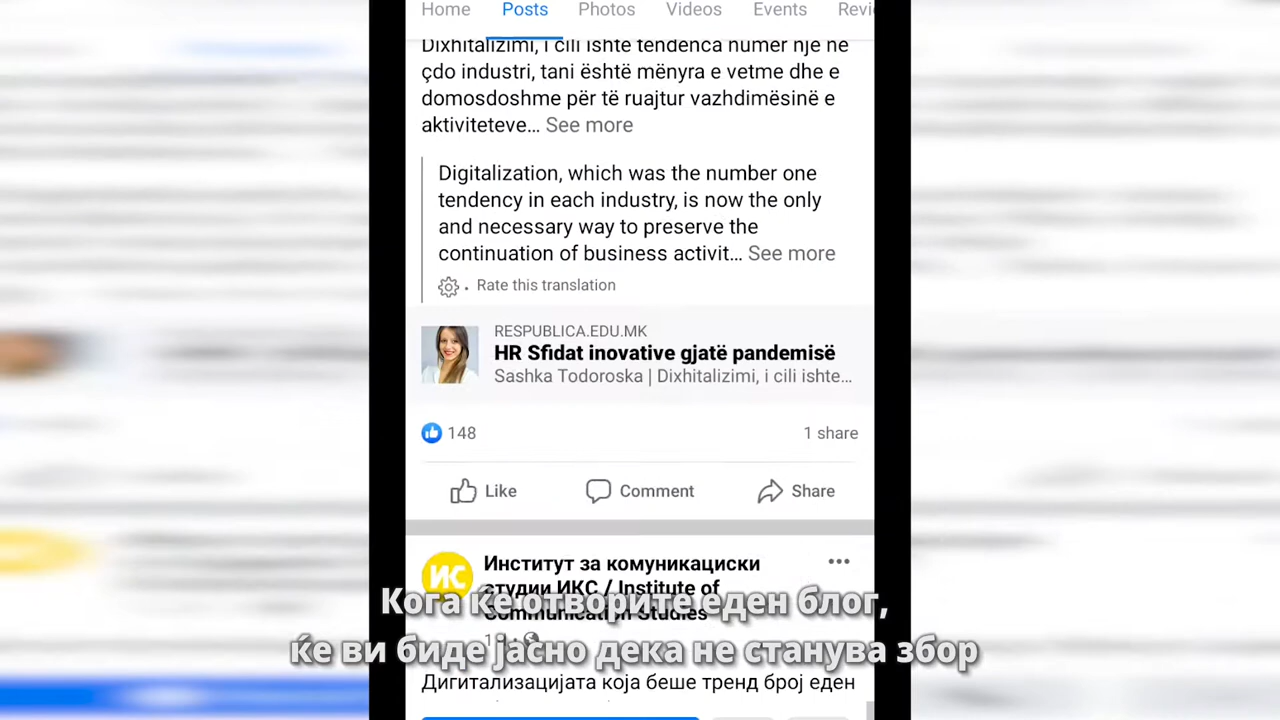 Home Posts Photos Videos Events Revi
Dixhitalizimi, i cili ishte tendenca numër një në
çdo industri, tani është mënyra e vetme dhe e
domosdoshme për të ruajtur vazhdimësinë e
aktiviteteve... See more
Digitalization, which was the number one
tendency in each industry, is now the only
and necessary way to preserve the
continuation of business activit... See more
Rate this translation
RESPUBLICA.EDU.MK
HR Sfidat inovative gjatë pandemisë
Sashka Todoroska | Dixhitalizimi, i cili ishte...
148 1 share
Like Comment Share
ИС
Институт за комуникациски
студии ИКС / Institute of
Communication Studies
Кога ќе отворите еден блог,
ќе ви биде јасно дека не станува збор
Дигитализацијата која беше тренд број еден